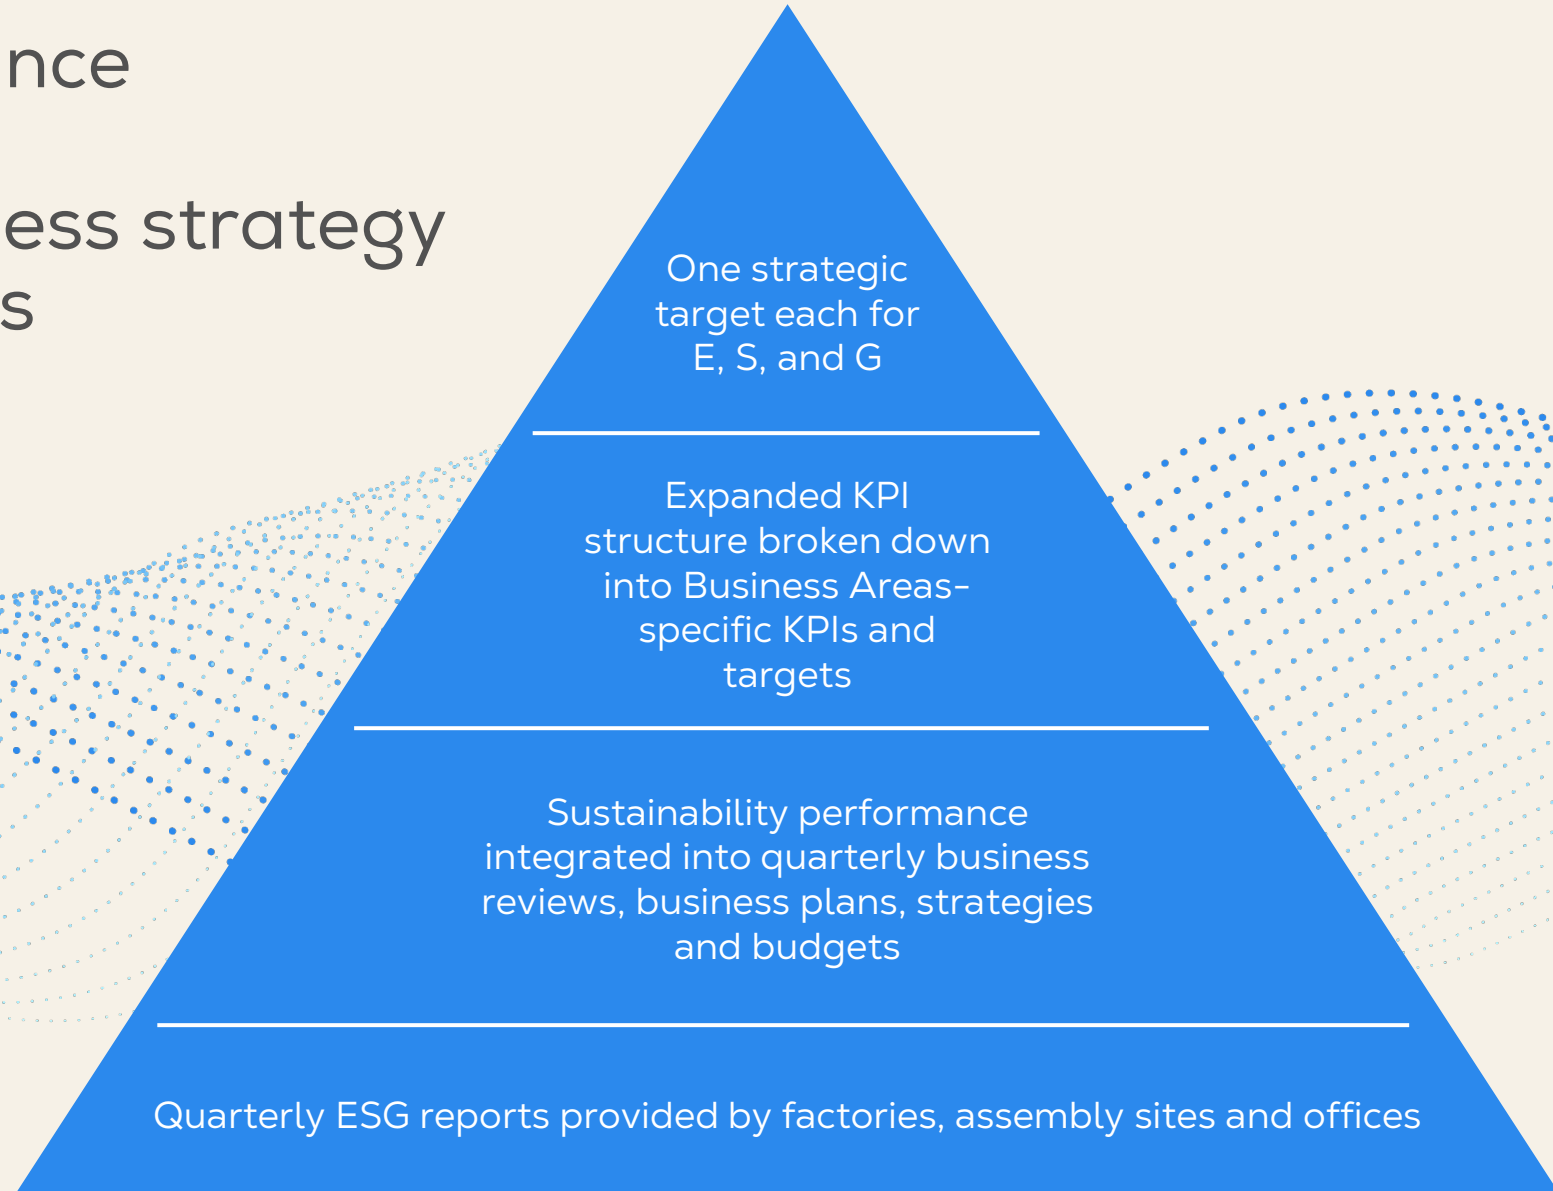 nce
ess strategy
s
One strategic
target each for
E, S, and G
Expanded KPI
structure broken down
into Business Areas-
specific KPIs and
targets
Sustainability performance
integrated into quarterly business
reviews, business plans, strategies
and budgets
Quarterly ESG reports provided by factories, assembly sites and offices